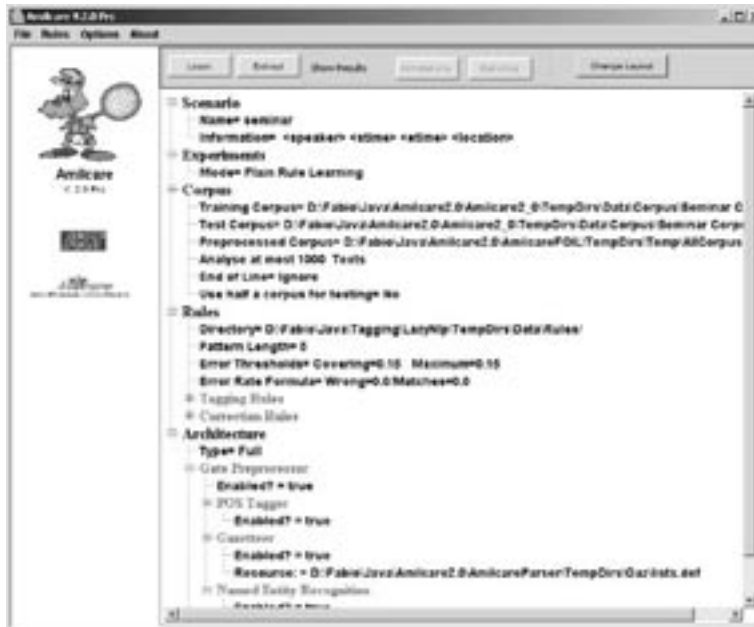 Amilcare
File Rules Options About
Learn Extract Show Results Change Layout
Amilcare
Scenario
Name= seminar
Information= <speaker> <stime> <etime> <location>
Experiments
Mode= Plain Rule Learning
Corpus
Training Corpus= D:\Fabio\Java\Amilcare2.0\Amilcare2_0\TempDirs\Data\Corpus\Seminar C
Test Corpus= D:\Fabio\Java\Amilcare2.0\Amilcare2_0\TempDirs\Data\Corpus\Seminar Corp
Preprocessed Corpus= D:\Fabio\Java\Amilcare2.0\AmilcareFOIL\TempDirs\Temp\AllCorpus
Analyse at most 1000 Texts
End of Line= Ignore
Use half a corpus for testing= No
Rules
Directory= D:\Fabio\Java\Tagging\LazyNlp\TempDirs\Data\Rules/
Pattern Length= 5
Error Thresholds= Covering=0.15 Maximum=0.15
Error Rate Formula= Wrong=0.0/Matches=0.0
Tagging Rules
Correction Rules
Architecture
Type= Full
Gate Preprocessor
Enabled? = true
POS Tagger
Enabled? = true
Gazetteer
Enabled? = true
Resourse: = D:\Fabio\Java\Amilcare2.0\AmilcareParser\TempDirs\Gaz\lists.def
Named Entity Recognition
Enabled? = true